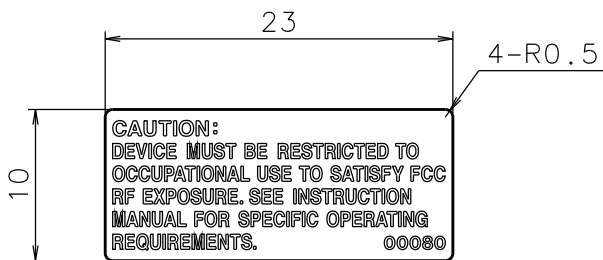 23
4-R0.5
10
CAUTION:
DEVICE MUST BE RESTRICTED TO
OCCUPATIONAL USE TO SATISFY FCC
RF EXPOSURE. SEE INSTRUCTION
MANUAL FOR SPECIFIC OPERATING
REQUIREMENTS. 00080